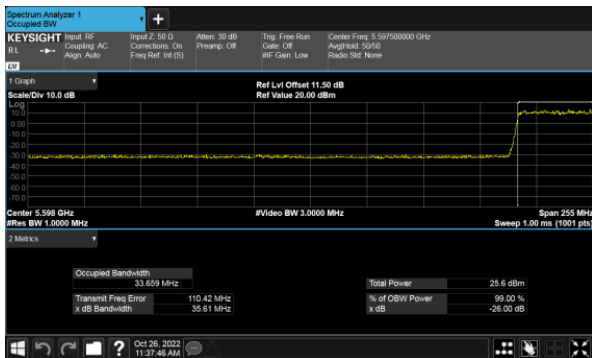 Spectrum Analyzer 1
Occupied BW
KEYSIGHT
R L
LXI
Input: RF
Coupling: AC
Align: Auto
Input Z: 50 Ω
Corrections: On
Freq Ref: Int (S)
Atten: 30 dB
Preamp: Off
Trig: Free Run
Gate: Off
#IF Gain: Low
Center Freq: 5.597500000 GHz
Avg|Hold: 50/50
Radio Std: None
1 Graph
Scale/Div 10.0 dB
Ref Lvl Offset 11.50 dB
Ref Value 20.00 dBm
Log
10.0
0.00
-10.0
-20.0
-30.0
-40.0
-50.0
-60.0
-70.0
Center 5.598 GHz
#Res BW 1.0000 MHz
#Video BW 3.0000 MHz
Span 255 MHz
Sweep 1.00 ms (1001 pts)
2 Metrics
Occupied Bandwidth
33.659 MHz
Transmit Freq Error 110.42 MHz
x dB Bandwidth 35.61 MHz
Total Power 25.6 dBm
% of OBW Power 99.00 %
x dB -26.00 dB
?
Oct 26, 2022
11:37:46 AM